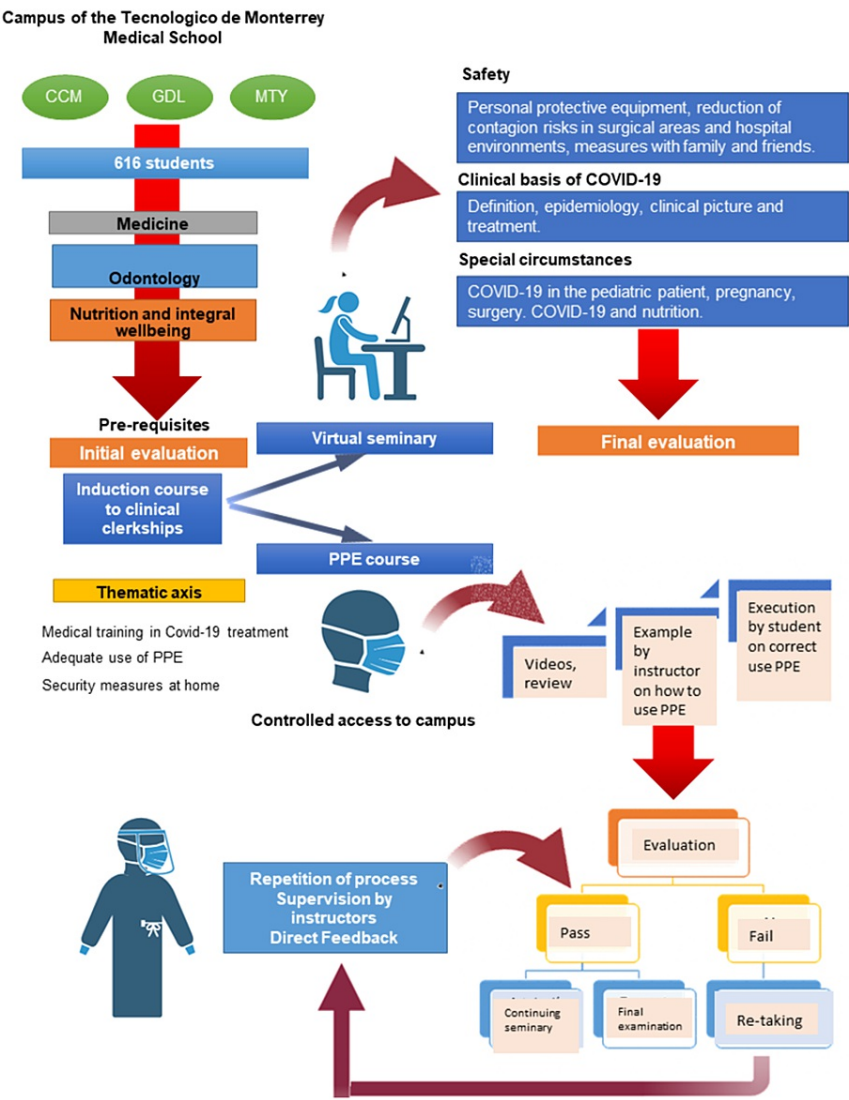 Campus of the Tecnologico de Monterrey
Medical School
CCM
GDL
MTY
616 students
Medicine
Odontology
Nutrition and integral
wellbeing
Pre-requisites
Initial evaluation
Induction course
to clinical
clerkships
Thematic axis
Medical training in Covid-19 treatment
Adequate use of PPE
Security measures at home
Virtual seminary
PPE course
Safety
Personal protective equipment, reduction of
contagion risks in surgical areas and hospital
environments, measures with family and friends.
Clinical basis of COVID-19
Definition, epidemiology, clinical picture and
treatment.
Special circumstances
COVID-19 in the pediatric patient, pregnancy,
surgery. COVID-19 and nutrition.
Final evaluation
Controlled access to campus
Videos,
review
Example
by
instructor
on how to
use PPE
Execution
by student
on correct
use PPE
Evaluation
Pass
Fail
Continuing
seminary
Final
examination
Re-taking
Repetition of process
Supervision by
instructors
Direct Feedback